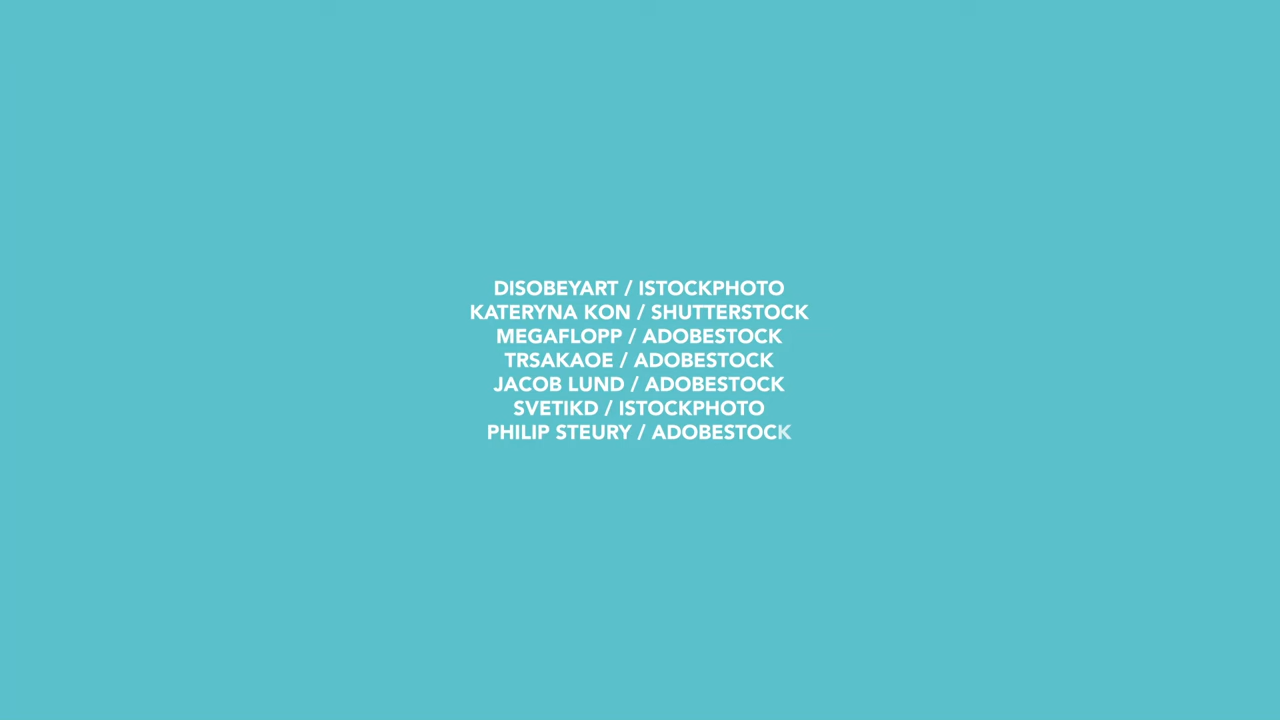 DISOBEYART / ISTOCKPHOTO
KATERYNA KON / SHUTTERSTOCK
MEGAFLOPP / ADOBESTOCK
TRSAKAOE / ADOBESTOCK
JACOB LUND / ADOBESTOCK
SVETIKD / ISTOCKPHOTO
PHILIP STEURY / ADOBESTOCK